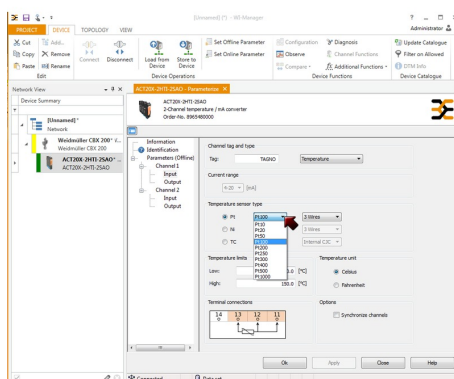 [Unnamed] (*) - WI Manager
PROJECT DEVICE TOPOLOGY VIEW Administrator
Cut Add... Set Offline Parameter Configuration Diagnosis Update Catalogue
Copy Remove Connect Disconnect Load from Device Store to Device Set Online Parameter Observe Channel Functions Filter on Allowed
Paste Rename Compare Additional Functions DTM Info
Edit Device Operations Device Functions Device Catalogue
Network View ACT20X-2HTI-2SAO - Parameterize
Device Summary
[Unnamed]*
Network
Weidmüller CBX 200* /...
Weidmüller CBX 200
ACT20X-2HTI-2SAO* ...
ACT20X-2HTI-2SAO
ACT20X-2HTI-2SAO
2-Channel temperature / mA converter
Order-No. 8965480000
Information
Identification
Parameters (Offline)
Channel 1
Input
Output
Channel 2
Input
Output
Channel tag and type
Tag: TAGNO Temperature
Current range
4-20 [mA]
Temperature sensor type
Pt Pt100 3 Wires
Ni 3 Wires
TC Internal CJC
Pt10
Pt20
Pt50
Pt100
Pt200
Pt250
Pt300
Pt400
Pt500
Pt1000
Temperature limits Temperature unit
Low: [°C] Celsius
High: 150.0 [°C] Fahrenheit
Terminal connections Options
14 13 12 11 Synchronize channels
Ok Apply Close Help
Connected Data set